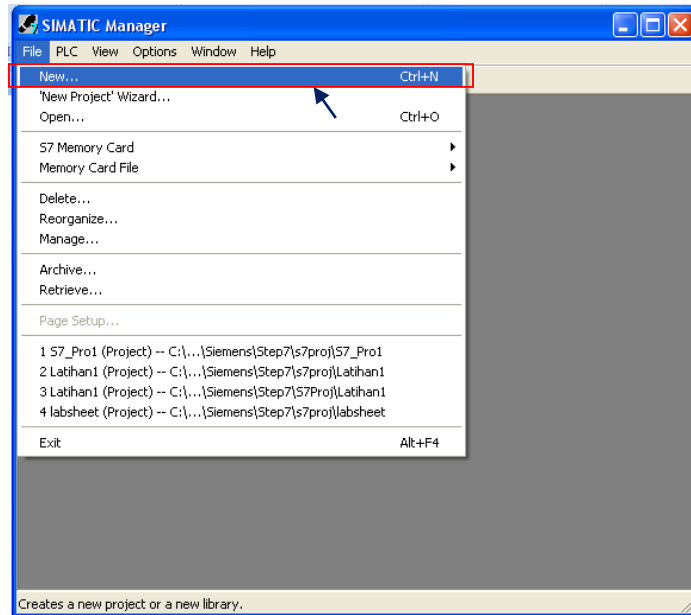 SIMATIC Manager
File PLC View Options Window Help
New... Ctrl+N
'New Project' Wizard...
Open... Ctrl+O
S7 Memory Card
Memory Card File
Delete...
Reorganize...
Manage...
Archive...
Retrieve...
Page Setup...
1 S7_Pro1 (Project) -- C:\...\Siemens\Step7\s7proj\S7_Pro1
2 Latihan1 (Project) -- C:\...\Siemens\Step7\s7proj\Latihan1
3 Latihan1 (Project) -- C:\...\Siemens\Step7\S7Proj\Latihan1
4 labsheet (Project) -- C:\...\Siemens\Step7\s7proj\labsheet
Exit Alt+F4
Creates a new project or a new library.